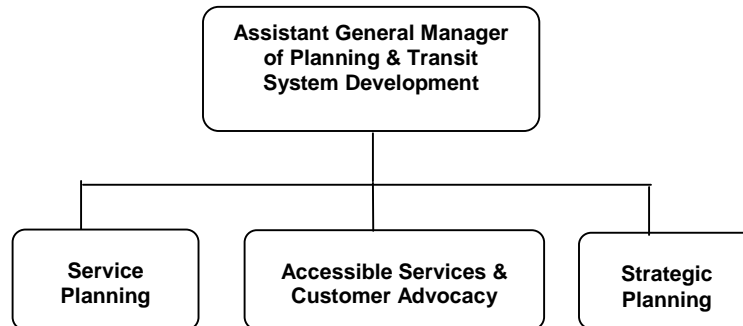 Assistant General Manager
of Planning & Transit
System Development
Service
Planning
Accessible Services &
Customer Advocacy
Strategic
Planning